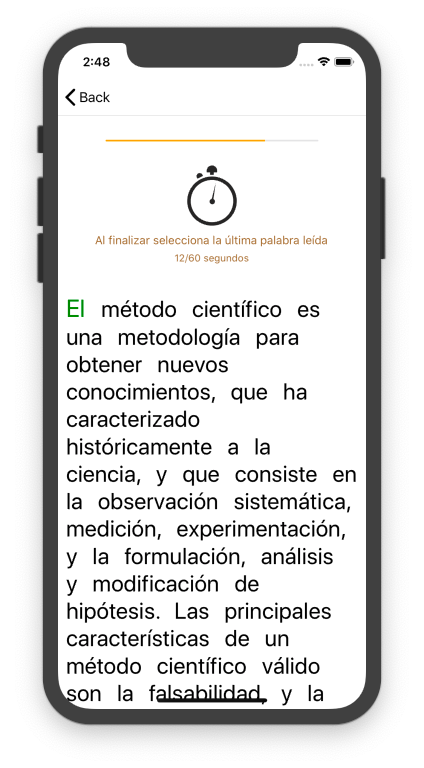 2:48
Back
Al finalizar selecciona la última palabra leída
12/60 segundos
El método científico es
una metodología para
obtener nuevos
conocimientos, que ha
caracterizado
históricamente a la
ciencia, y que consiste en
la observación sistemática,
medición, experimentación,
y la formulación, análisis
y modificación de
hipótesis. Las principales
características de un
método científico válido
son la falsabilidad, y la